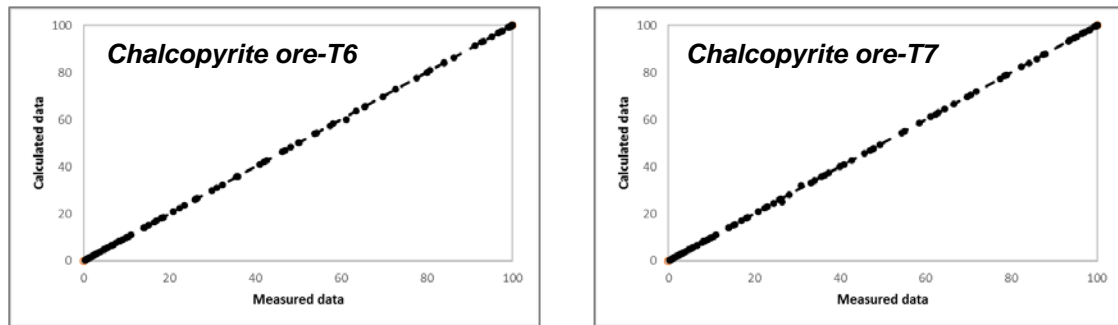 Chalcopyrite ore-T6
Calculated data
100
80
60
40
20
0
0 20 40 60 80 100
Measured data
Chalcopyrite ore-T7
Calculated data
100
80
60
40
20
0
0 20 40 60 80 100
Measured data